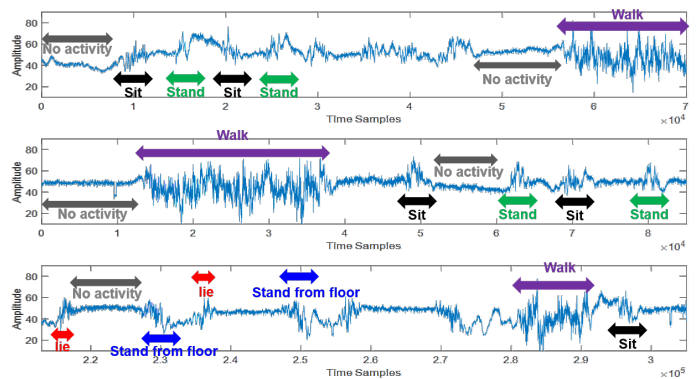 Walk
80
No activity
60
40
20
Amplitude
No activity
Sit
Stand
Sit
Stand
0
1
2
3
4
5
6
7
Time Samples
×10⁴
Walk
No activity
80
60
40
20
Amplitude
No activity
Sit
Stand
Sit
Stand
0
1
2
3
4
5
6
7
8
Time Samples
×10⁴
Walk
No activity
lie
Stand from floor
80
60
40
20
Amplitude
lie
Stand from floor
Sit
2.2
2.3
2.4
2.5
2.6
2.7
2.8
2.9
3
Time Samples
×10⁵